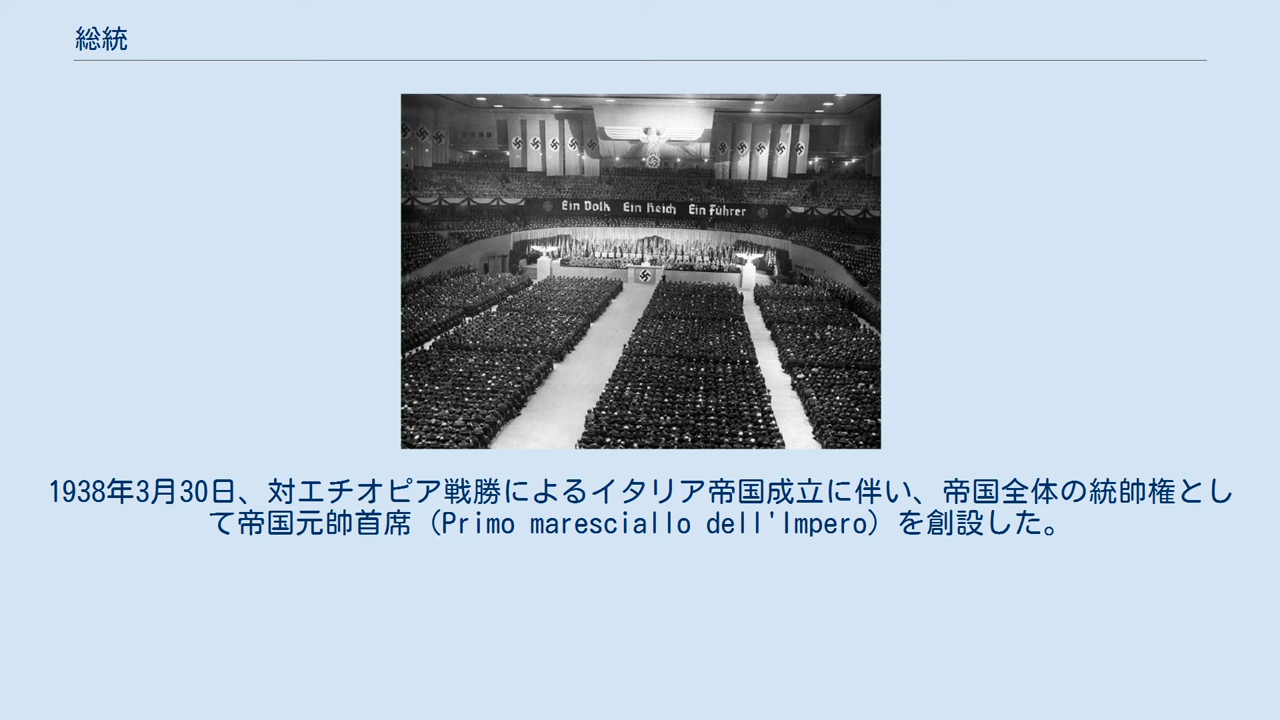 総統
Ein Volk Ein Reich Ein Führer
1938年3月30日、対エチオピア戦勝によるイタリア帝国成立に伴い、帝国全体の統帥権とし
て帝国元帥首席（Primo maresciallo dell'Impero）を創設した。